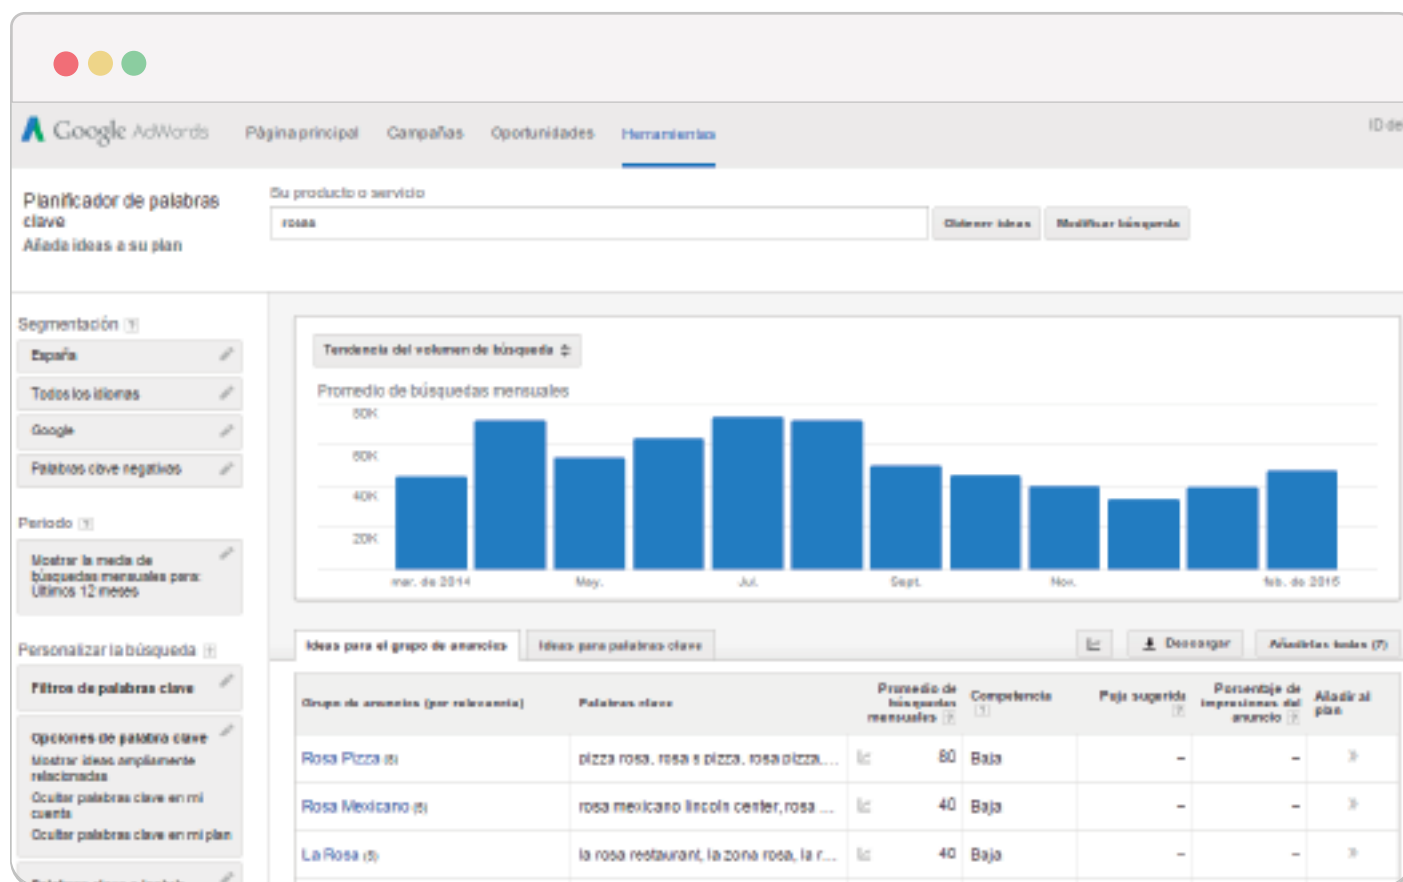 Google AdWords
Página principal
Campañas
Oportunidades
Herramientas
ID de
Planificador de palabras
clave
Añada ideas a su plan
Su producto o servicio
rosas
Obtener ideas
Modificar búsqueda
Segmentación ?
España
Todos los idiomas
Google
Palabras clave negativas
Periodo ?
Mostrar la media de
búsquedas mensuales para:
Últimos 12 meses
Personalizar la búsqueda ?
Filtros de palabras clave
Opciones de palabra clave
Mostrar ideas ampliamente
relacionadas
Ocultar palabras clave en mi
cuenta
Ocultar palabras clave en mi plan
Tendencia del volumen de búsqueda
Promedio de búsquedas mensuales
80K
60K
40K
20K
mar. de 2014
May.
Jul.
Sept.
Nov.
feb. de 2015
Ideas para el grupo de anuncios
Ideas para palabras clave
Descargar
Añadirlas todas (7)
Grupo de anuncios (por relevancia)
Palabras clave
Promedio de
búsquedas
mensuales ?
Competencia
?
Puja sugerida
?
Porcentaje de
impresiones del
anuncio ?
Añadir al
plan
Rosa Pizza (6) pizza rosa, rosa s pizza, rosa pizza,... 80 Baja – – »
Rosa Mexicano (5) rosa mexicano lincoln center, rosa ... 40 Baja – – »
La Rosa (5) la rosa restaurant, la zona rosa, la r... 40 Baja – – »